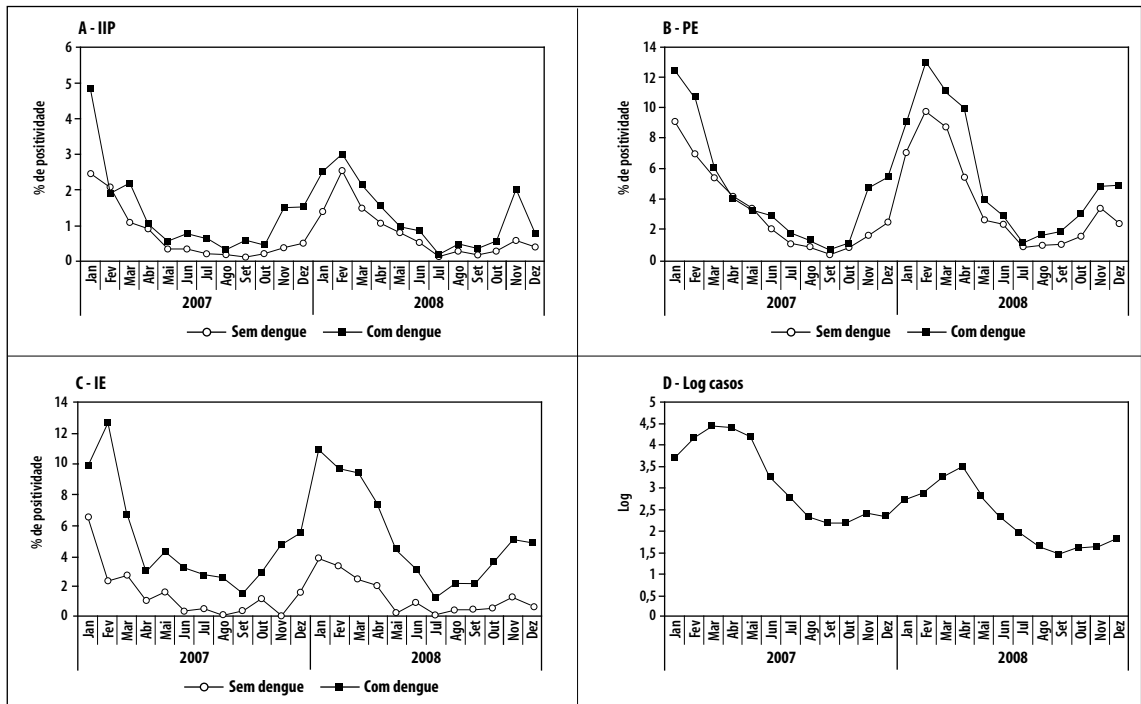 A - IIP
% de positividade
6
5
4
3
2
1
0
Jan Fev Mar Abr Mai Jun Jul Ago Set Out Nov Dez Jan Fev Mar Abr Mai Jun Jul Ago Set Out Nov Dez
2007 2008
Sem dengue Com dengue
B - PE
% de positividade
14
12
10
8
6
4
2
0
Jan Fev Mar Abr Mai Jun Jul Ago Set Out Nov Dez Jan Fev Mar Abr Mai Jun Jul Ago Set Out Nov Dez
2007 2008
Sem dengue Com dengue
C - IE
% de positividade
14
12
10
8
6
4
2
0
Jan Fev Mar Abr Mai Jun Jul Ago Set Out Nov Dez Jan Fev Mar Abr Mai Jun Jul Ago Set Out Nov Dez
2007 2008
Sem dengue Com dengue
D - Log casos
Log
5
4,5
4
3,5
3
2,5
2
1,5
1
0,5
0
Jan Fev Mar Abr Mai Jun Jul Ago Set Out Nov Dez Jan Fev Mar Abr Mai Jun Jul Ago Set Out Nov Dez
2007 2008